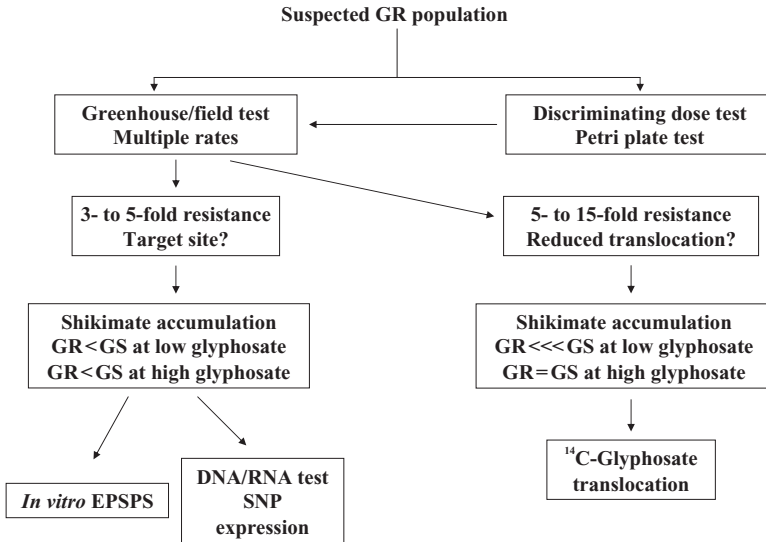 Suspected GR population
Greenhouse/field test
Multiple rates
Discriminating dose test
Petri plate test
3- to 5-fold resistance
Target site?
5- to 15-fold resistance
Reduced translocation?
Shikimate accumulation
GR<GS at low glyphosate
GR<GS at high glyphosate
Shikimate accumulation
GR<<<GS at low glyphosate
GR=GS at high glyphosate
In vitro EPSPS
DNA/RNA test
SNP
expression
¹⁴C-Glyphosate
translocation